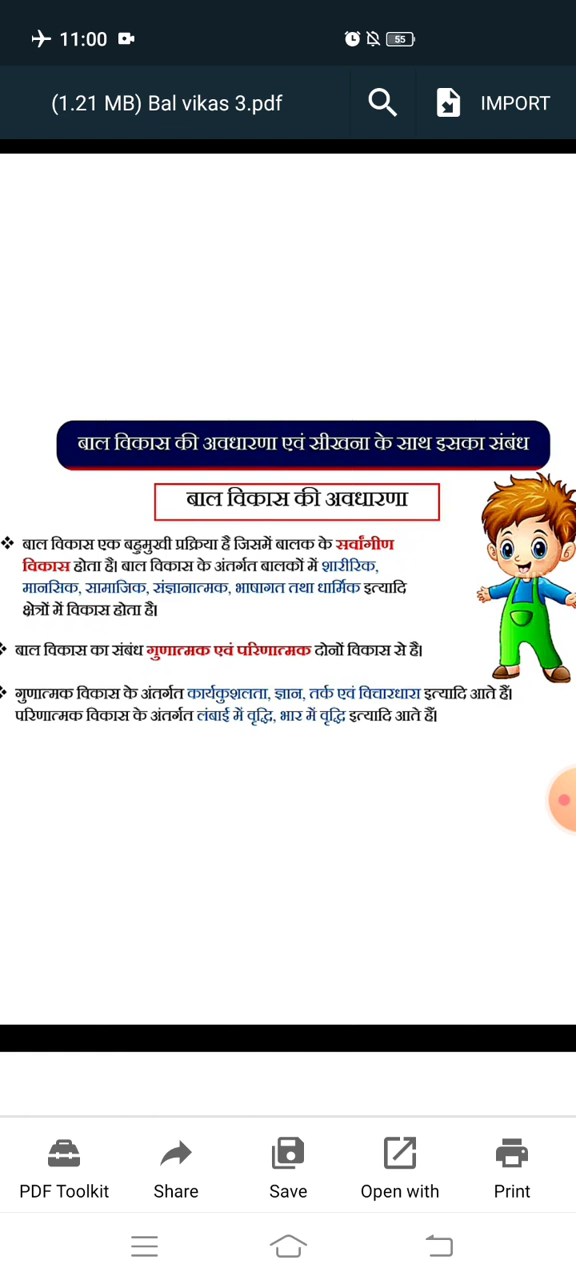 11:00
55
(1.21 MB) Bal vikas 3.pdf
IMPORT
बाल विकास की अवधारणा एवं सीखना के साथ इसका संबंध
बाल विकास की अवधारणा
❖ बाल विकास एक बहुमुखी प्रक्रिया है जिसमें बालक के सर्वांगीण
विकास होता है। बाल विकास के अंतर्गत बालकों में शारीरिक,
मानसिक, सामाजिक, संज्ञानात्मक, भाषागत तथा धार्मिक इत्यादि
क्षेत्रों में विकास होता है।
बाल विकास का संबंध गुणात्मक एवं परिणात्मक दोनों विकास से है।
गुणात्मक विकास के अंतर्गत कार्यकुशलता, ज्ञान, तर्क एवं विचारधारा इत्यादि आते हैं।
परिणात्मक विकास के अंतर्गत लंबाई में वृद्धि, भार में वृद्धि इत्यादि आते हैं।
PDF Toolkit
Share
Save
Open with
Print